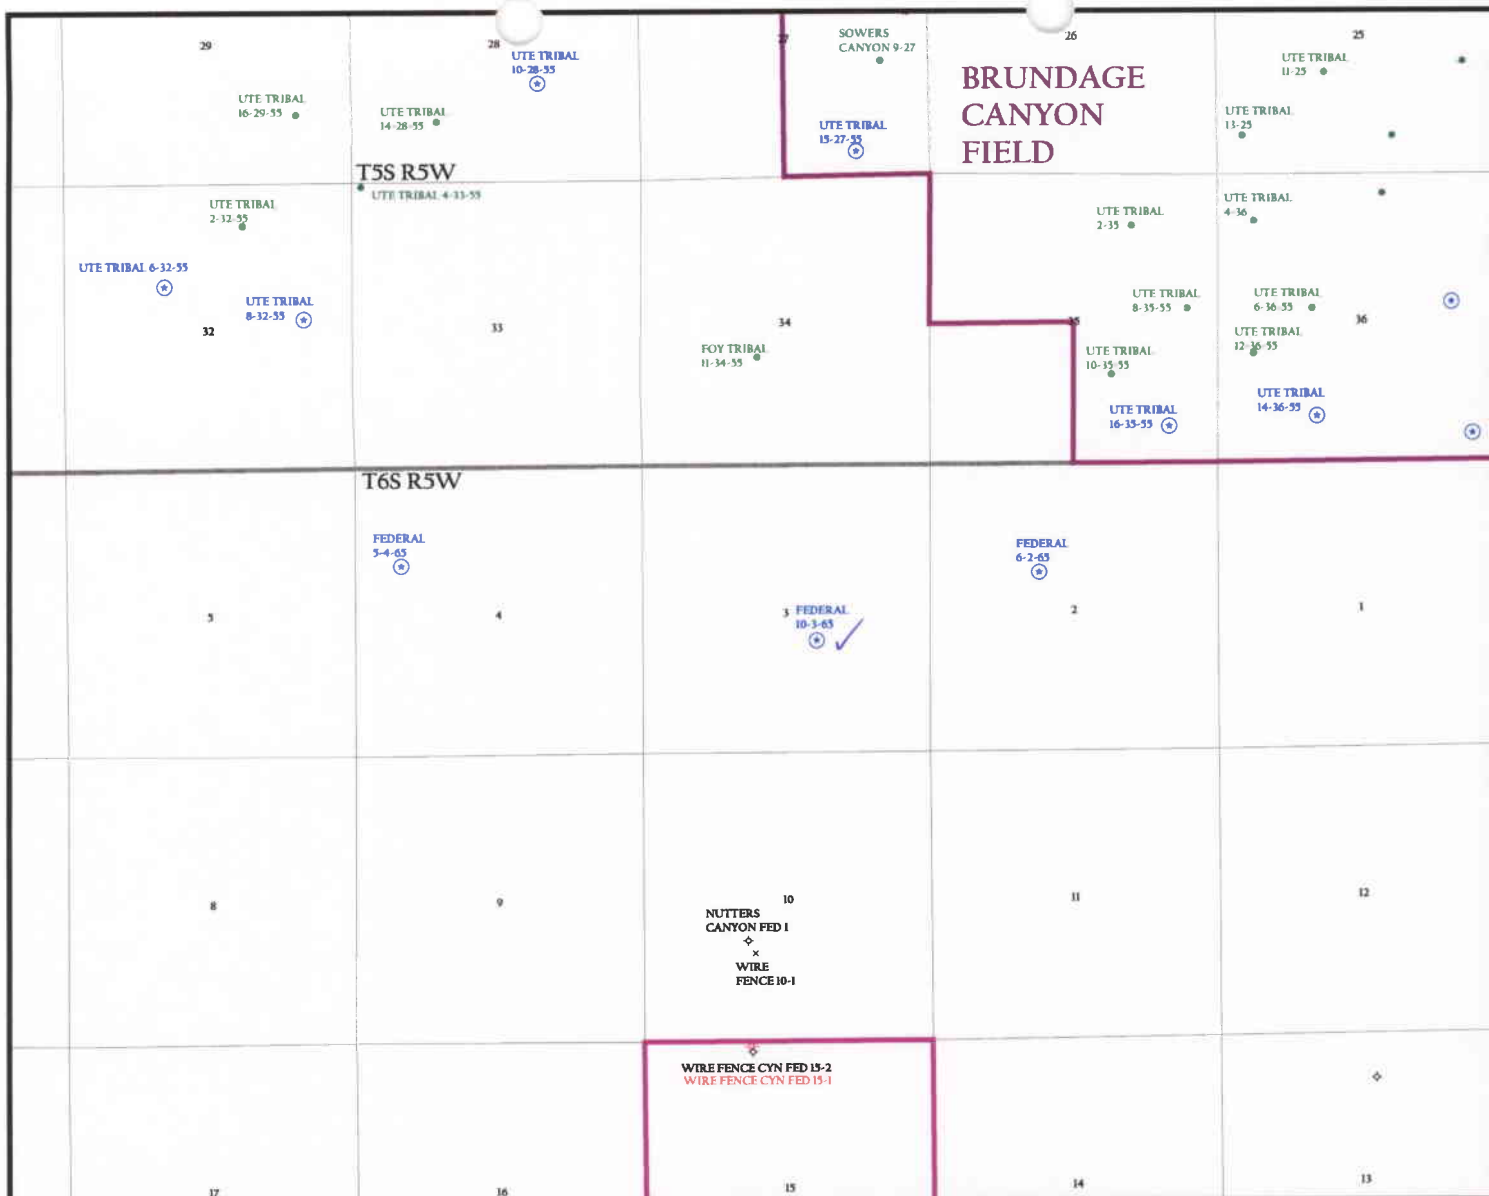 29
28
27
26
25
SOWERS
CANYON 9-27
UTE TRIBAL
10-28-55
UTE TRIBAL
11-25
BRUNDAGE
CANYON
FIELD
UTE TRIBAL
16-29-55
UTE TRIBAL
14-28-55
UTE TRIBAL
15-27-55
UTE TRIBAL
13-25
T5S R5W
UTE TRIBAL 4-33-55
UTE TRIBAL
2-32-55
UTE TRIBAL
2-35
UTE TRIBAL
4-36
UTE TRIBAL 6-32-55
UTE TRIBAL
8-32-55
UTE TRIBAL
8-35-55
UTE TRIBAL
6-36-55
32
33
34
35
36
FOY TRIBAL
11-34-55
UTE TRIBAL
10-35-55
UTE TRIBAL
12-36-55
UTE TRIBAL
16-35-55
UTE TRIBAL
14-36-55
T6S R5W
FEDERAL
5-4-65
FEDERAL
6-2-65
5
4
3
FEDERAL
10-3-65
2
1
8
9
10
11
12
NUTTERS
CANYON FED 1
WIRE
FENCE 10-1
WIRE FENCE CYN FED 15-2
WIRE FENCE CYN FED 15-1
17
16
15
14
13